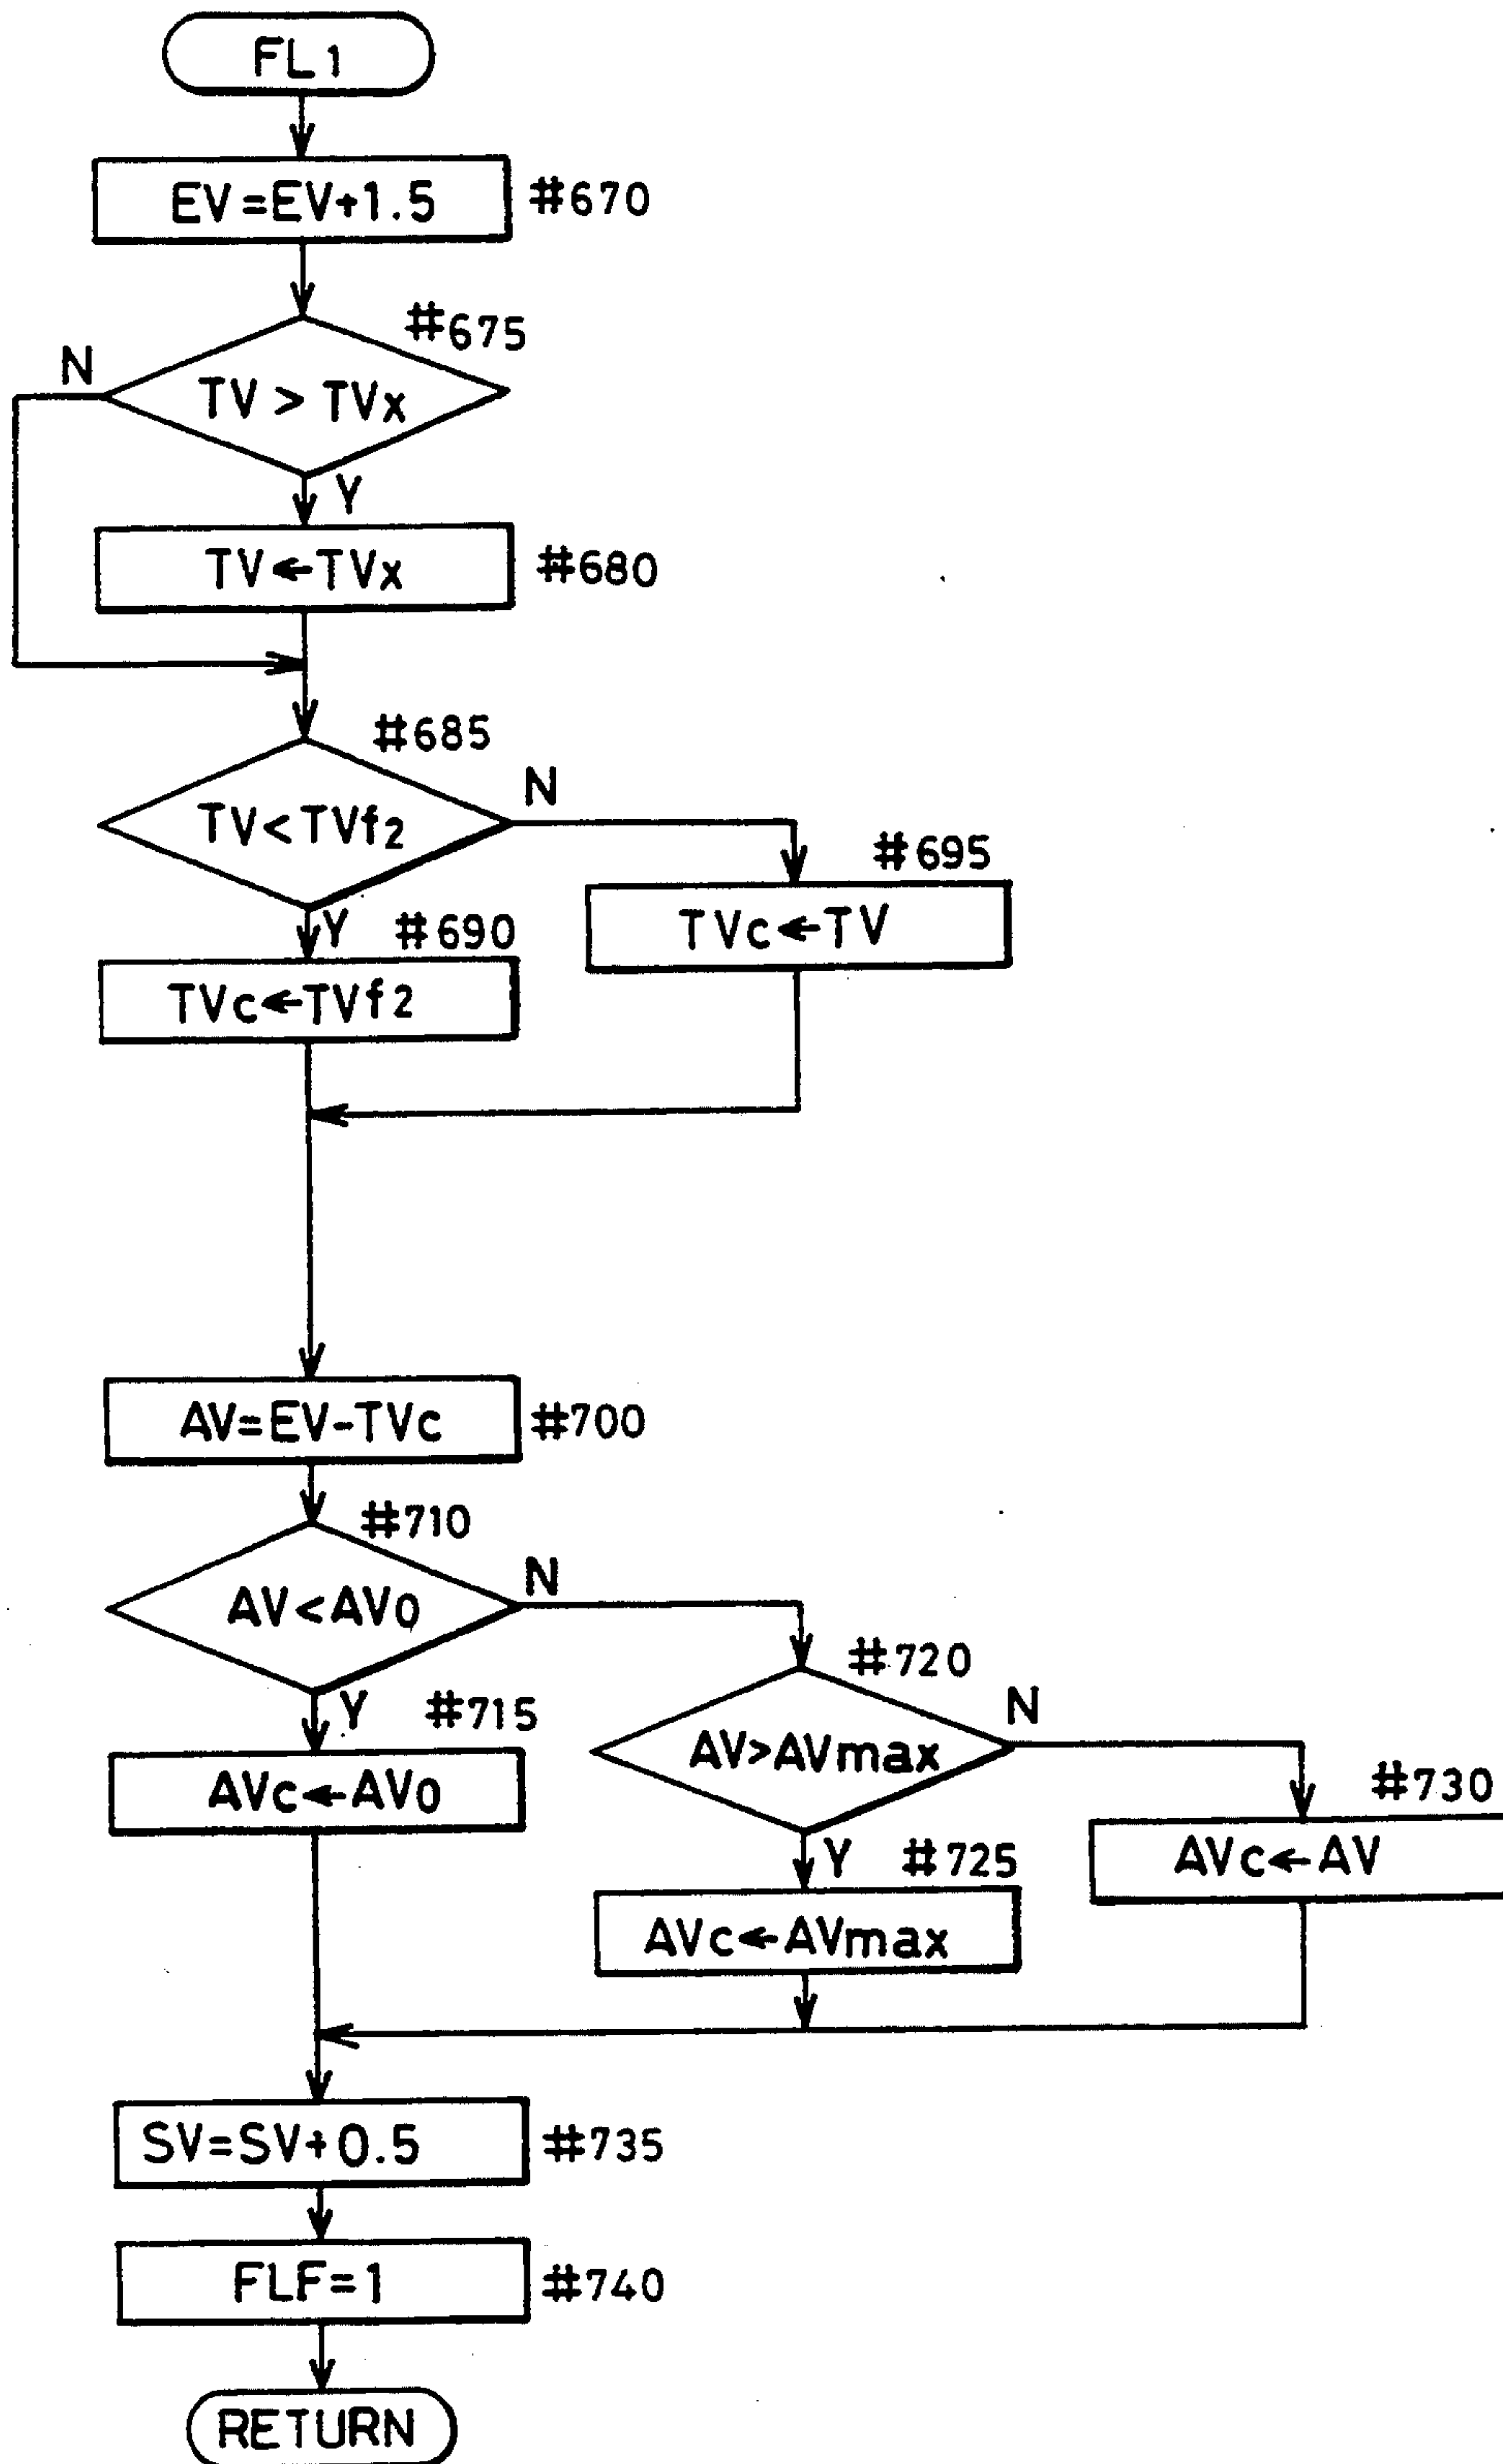 FL1
EV=EV+1.5 #670
#675
N
TV > TVx
Y
TV←TVx #680
#685
N
TV<TVf2
#695
TVc←TV
Y #690
TVc←TVf2
AV=EV-TVc #700
#710
N
AV<AV0
#720
N
Y #715
AV>AVmax
#730
AVc←AV0
Y #725
AVc←AV
AVc←AVmax
SV=SV+0.5 #735
FLF=1 #740
RETURN